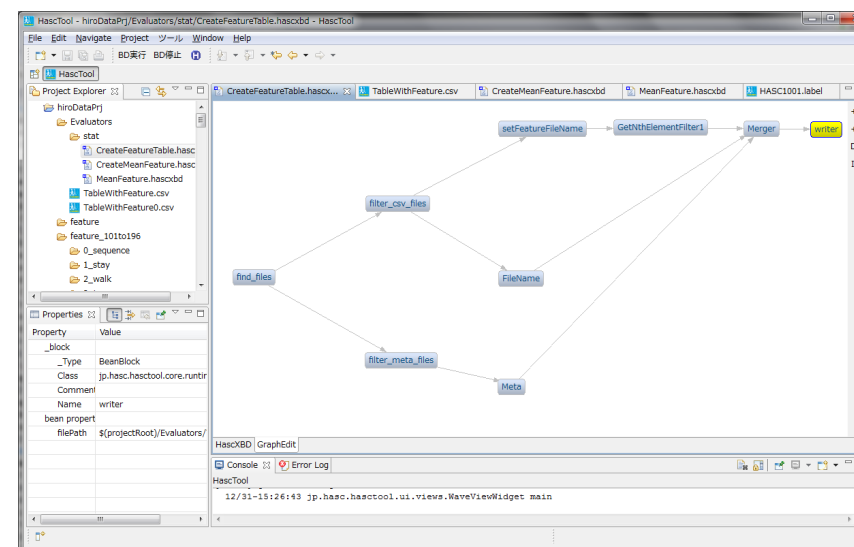 HascTool - hiroDataPrj/Evaluators/stat/CreateFeatureTable.hascxbd - HascTool
File Edit Navigate Project ツール Window Help
BD実行 BD停止
HascTool
Project Explorer
CreateFeatureTable.hascx... TableWithFeature.csv CreateMeanFeature.hascxbd MeanFeature.hascxbd HASC1001.label
hiroDataPrj
Evaluators
stat
CreateFeatureTable.hasc
CreateMeanFeature.hasc
MeanFeature.hascxbd
TableWithFeature.csv
TableWithFeature0.csv
feature
feature_101to196
0_sequence
1_stay
2_walk
setFeatureFileName GetNthElementFilter1 Merger writer
filter_csv_files
find_files FileName
filter_meta_files
Meta
Properties
Property Value
_block
_Type BeanBlock
Class jp.hasc.hasctool.core.runtir
Comment
Name writer
bean propert
filePath ${projectRoot}/Evaluators/
HascXBD GraphEdit
Console Error Log
HascTool
12/31-15:26:43 jp.hasc.hasctool.ui.views.WaveViewWidget main